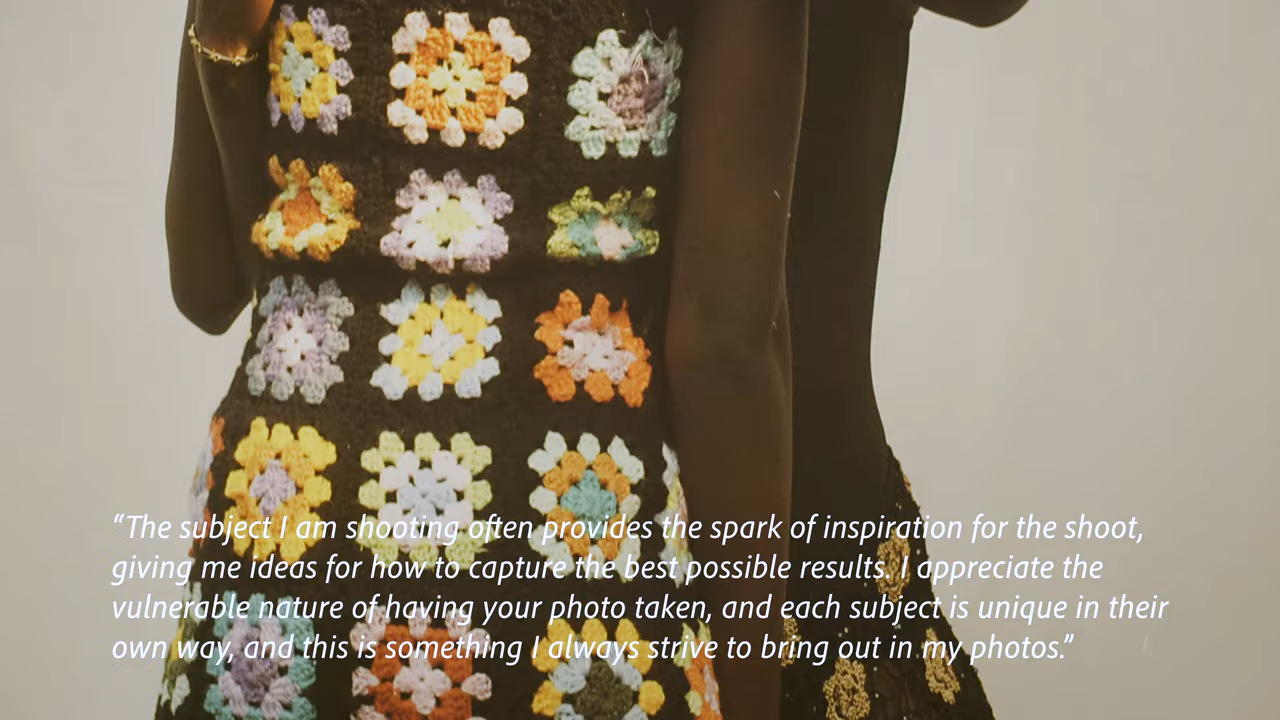 “The subject I am shooting often provides the spark of inspiration for the shoot,
giving me ideas for how to capture the best possible results. I appreciate the
vulnerable nature of having your photo taken, and each subject is unique in their
own way, and this is something I always strive to bring out in my photos.”